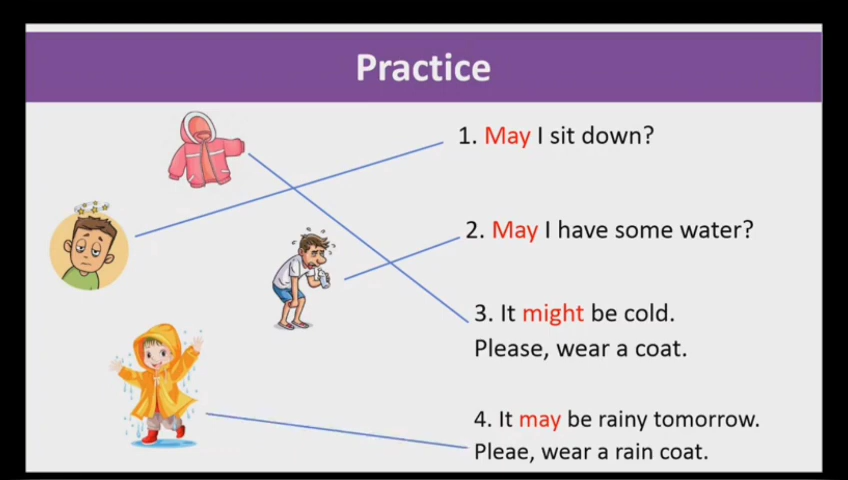 Practice
1. May I sit down?
2. May I have some water?
3. It might be cold.
Please, wear a coat.
4. It may be rainy tomorrow.
Pleae, wear a rain coat.